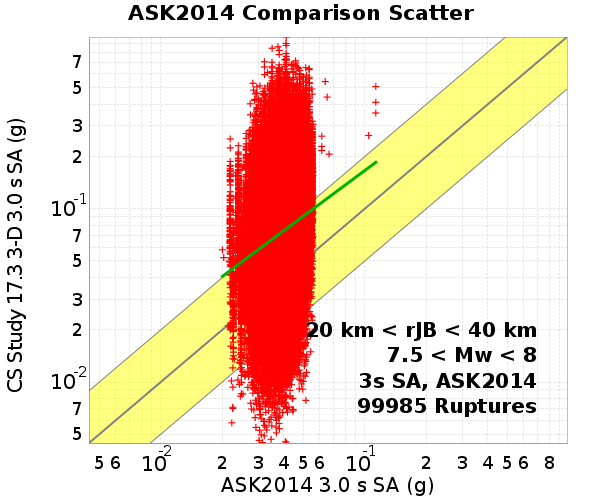 ASK2014 Comparison Scatter
CS Study 17.3 3-D 3.0 s SA (g)
7
5
3
2
10⁻¹
7
5
3
2
10⁻²
7
5
20 km < rJB < 40 km
7.5 < Mw < 8
3s SA, ASK2014
99985 Ruptures
5 6 10⁻² 2 3 4 5 6 10⁻¹ 2 3 4 5 6 8
ASK2014 3.0 s SA (g)